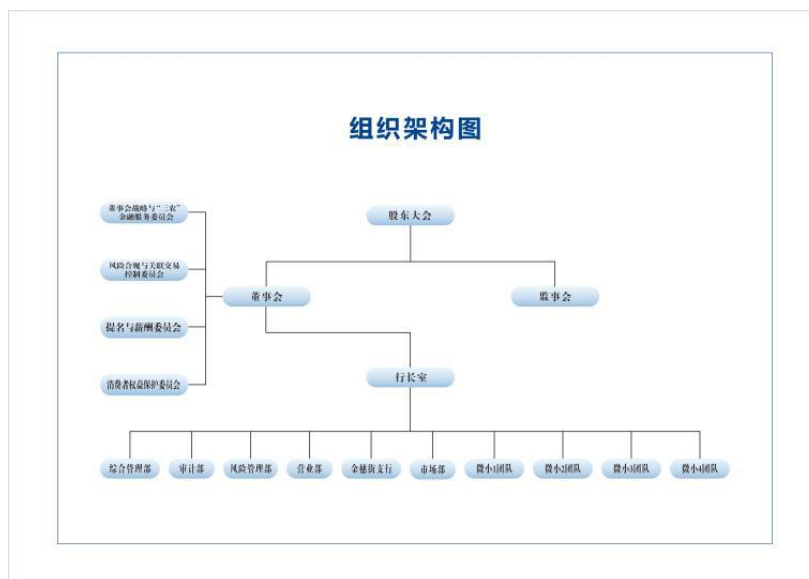 组织架构图
董事会战略与“三农”
金融服务委员会
股东大会
风险合规与关联交易
控制委员会
董事会
监事会
提名与薪酬委员会
行长室
消费者权益保护委员会
综合管理部
审计部
风险管理部
营业部
金穗街支行
市场部
微小1团队
微小2团队
微小3团队
微小4团队